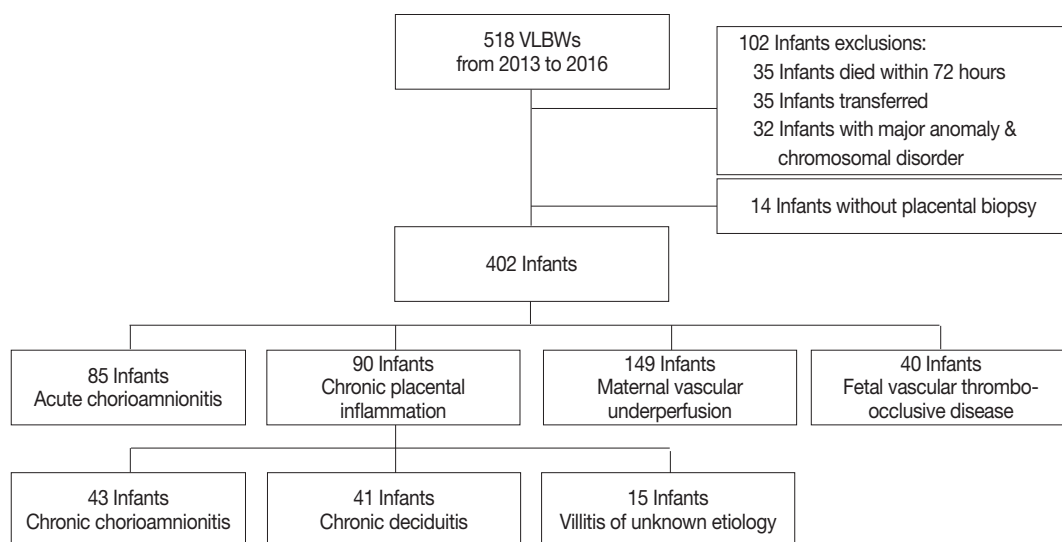 518 VLBWs
from 2013 to 2016
102 Infants exclusions:
35 Infants died within 72 hours
35 Infants transferred
32 Infants with major anomaly &
chromosomal disorder
14 Infants without placental biopsy
402 Infants
85 Infants
Acute chorioamnionitis
90 Infants
Chronic placental
inflammation
149 Infants
Maternal vascular
underperfusion
40 Infants
Fetal vascular thrombo-
occlusive disease
43 Infants
Chronic chorioamnionitis
41 Infants
Chronic deciduitis
15 Infants
Villitis of unknown etiology